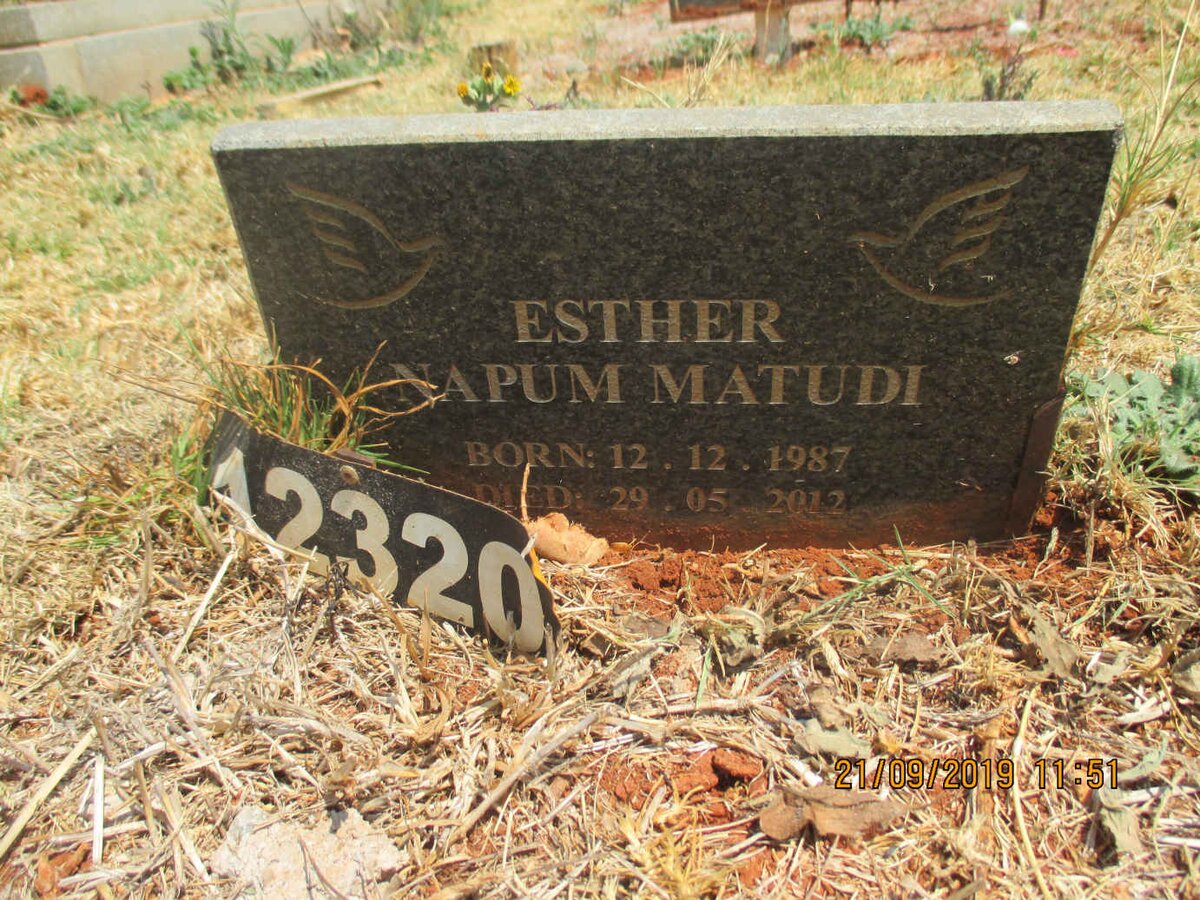 ESTHER
NAPUM MATUDI
BORN: 12 . 12 . 1987
DIED: 29 . 05 . 2012
12320
21/09/2019 11:51